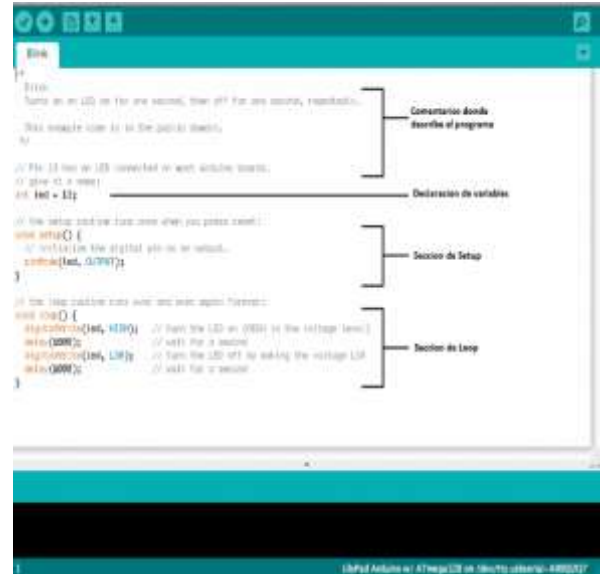 Blink
/*
Blink
Turns on an LED on for one second, then off for one second, repeatedly.
This example code is in the public domain.
*/
Comentarios donde
describe el programa
// Pin 13 has an LED connected on most Arduino boards.
// give it a name:
int led = 13;
Declaracion de variables
// the setup routine runs once when you press reset:
void setup() {
// initialize the digital pin as an output.
pinMode(led, OUTPUT);
}
Seccion de Setup
// the loop routine runs over and over again forever:
void loop() {
digitalWrite(led, HIGH); // turn the LED on (HIGH is the voltage level)
delay(1000); // wait for a second
digitalWrite(led, LOW); // turn the LED off by making the voltage LOW
delay(1000); // wait for a second
}
Seccion de Loop
1
LilyPad Arduino w/ ATmega328 on